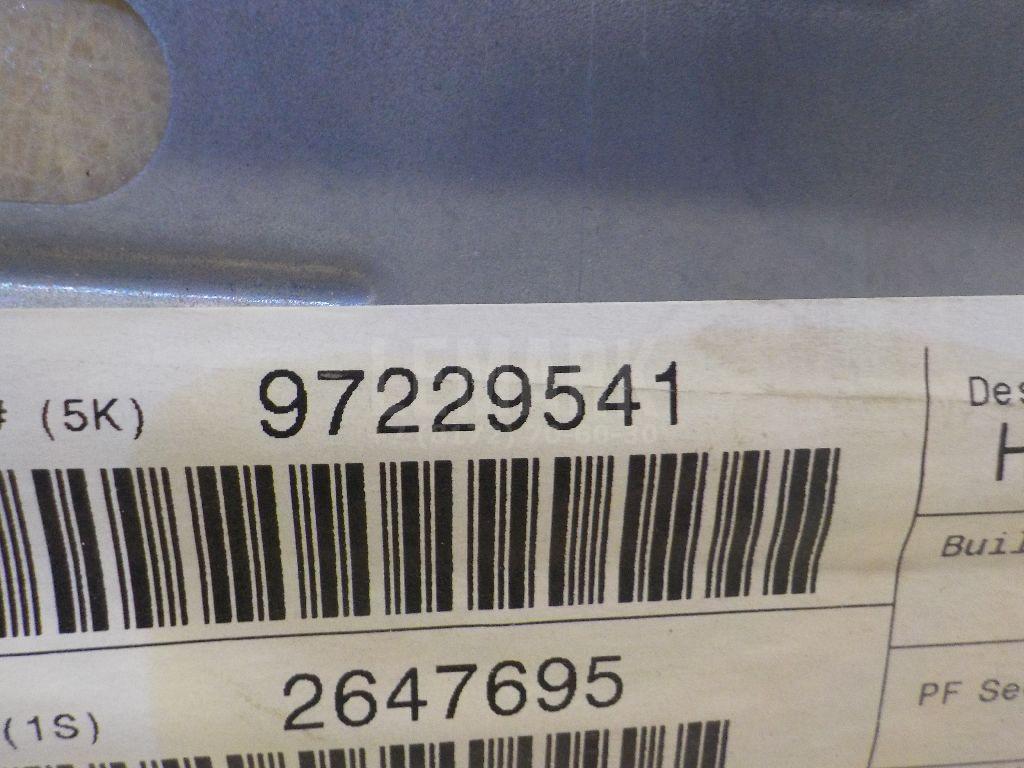 # (5K) 97229541
Des
H
Buil
(1S) 2647695
PF Se